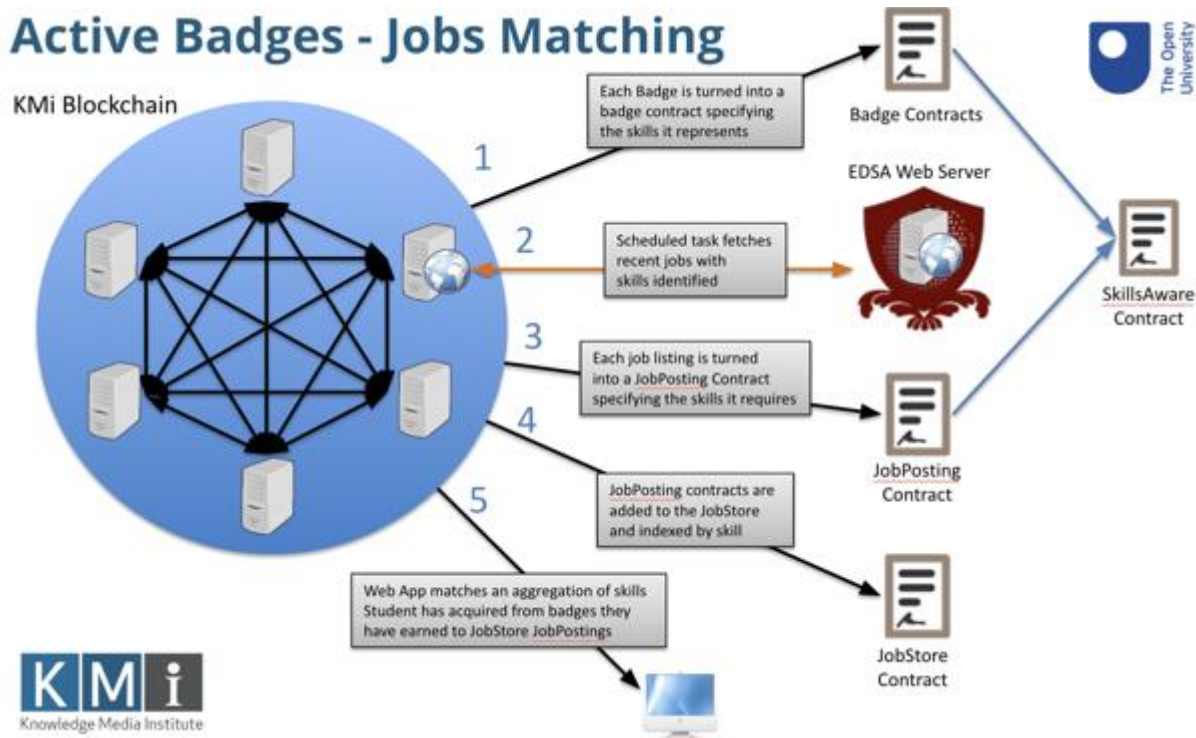 Active Badges - Jobs Matching
The Open
University
KMi Blockchain
1
Each Badge is turned into a
badge contract specifying
the skills it represents
Badge Contracts
EDSA Web Server
2
Scheduled task fetches
recent jobs with
skills identified
SkillsAware
Contract
3
Each job listing is turned
into a JobPosting Contract
specifying the skills it requires
JobPosting
Contract
4
JobPosting contracts are
added to the JobStore
and indexed by skill
JobStore
Contract
5
Web App matches an aggregation of skills
Student has acquired from badges they
have earned to JobStore JobPostings
KMi
Knowledge Media Institute